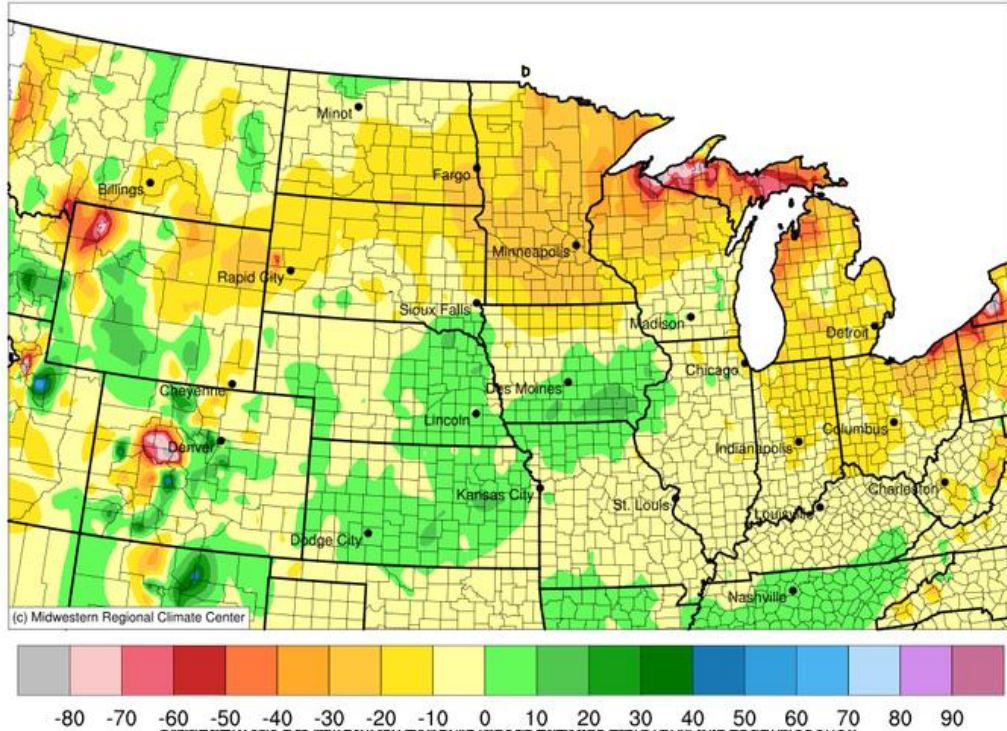 b
Minot
Fargo
Billings
Minneapolis
Rapid City
Sioux Falls
Madison
Detroit
Chicago
Cheyenne
Des Moines
Lincoln
Columbus
Denver
Indianapolis
Kansas City
Charleston
St. Louis
Louisville
Dodge City
Nashville
(c) Midwestern Regional Climate Center
-80 -70 -60 -50 -40 -30 -20 -10 0 10 20 30 40 50 60 70 80 90